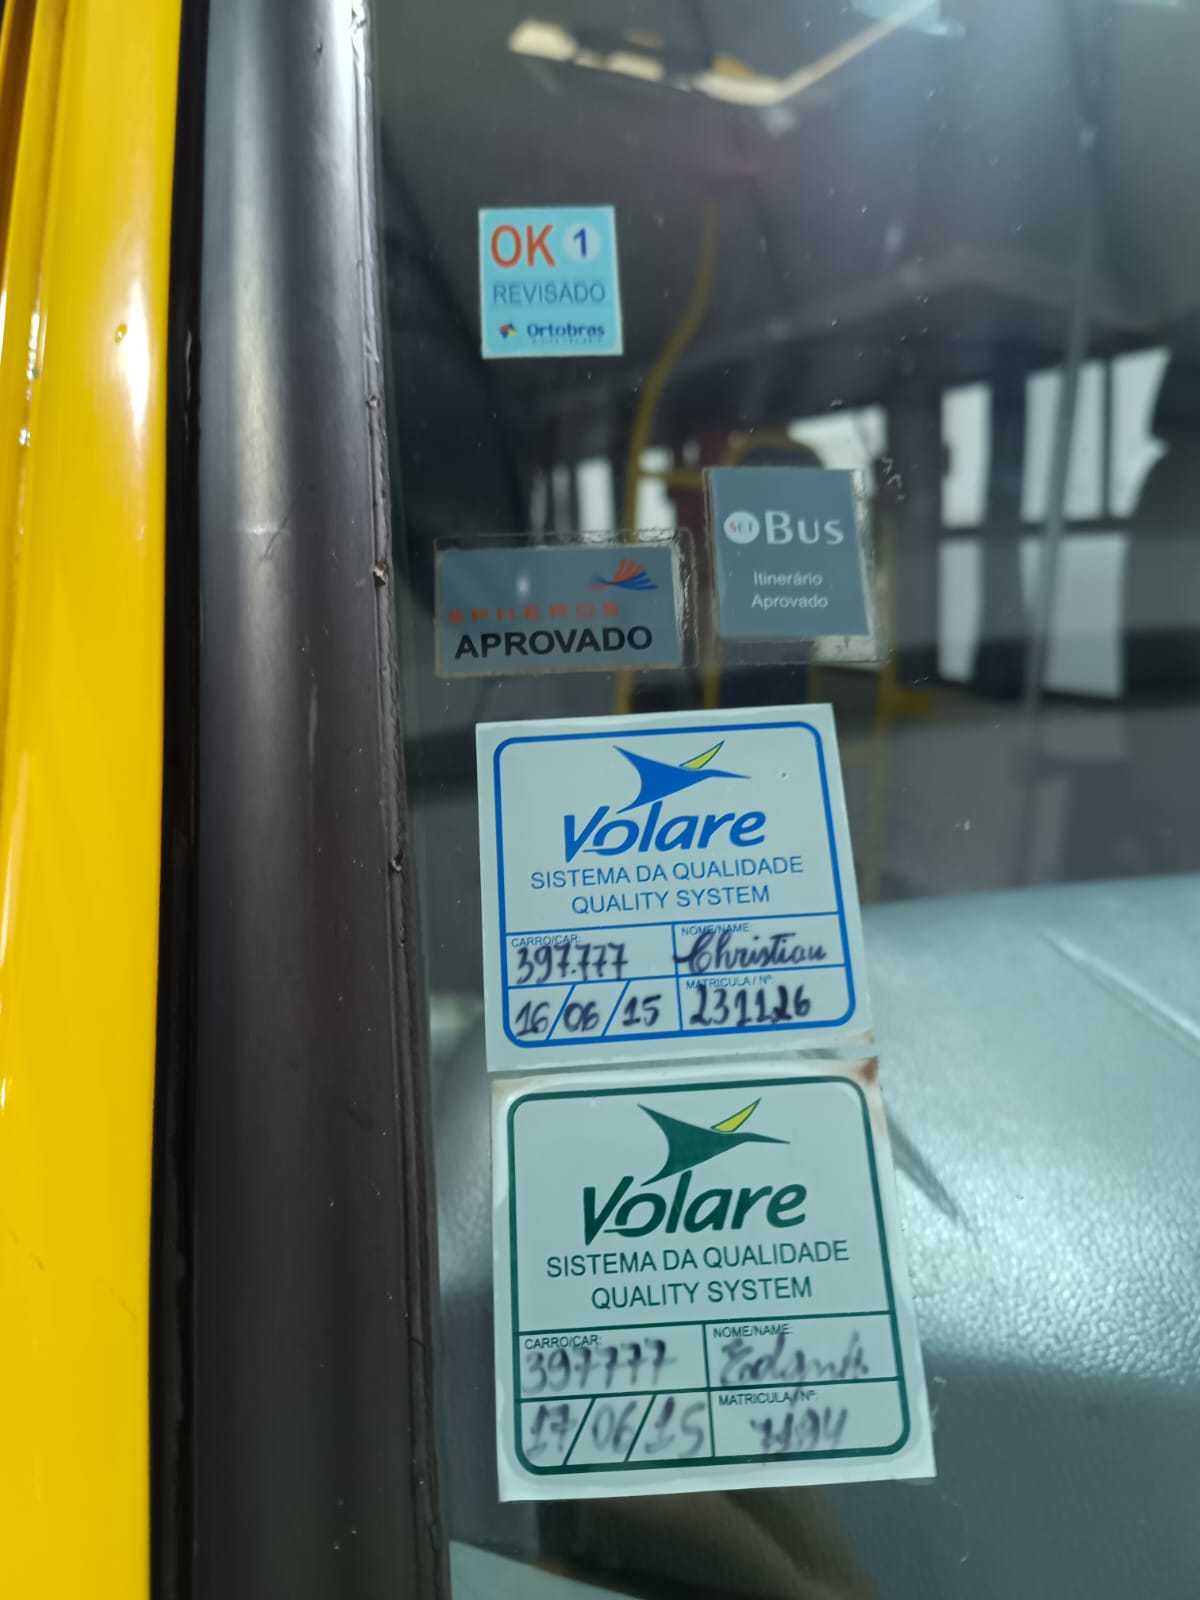 OK 1
REVISADO
Ortobras
SPHEROS
APROVADO
SEI Bus
Itinerário
Aprovado
Volare
SISTEMA DA QUALIDADE
QUALITY SYSTEM
CARRO/CAR: NOME/NAME:
397.777 Christian
MATRICULA / Nº:
16/06/15 231126
Volare
SISTEMA DA QUALIDADE
QUALITY SYSTEM
CARRO/CAR: NOME/NAME:
397777
MATRICULA / Nº:
17/06/15 7194